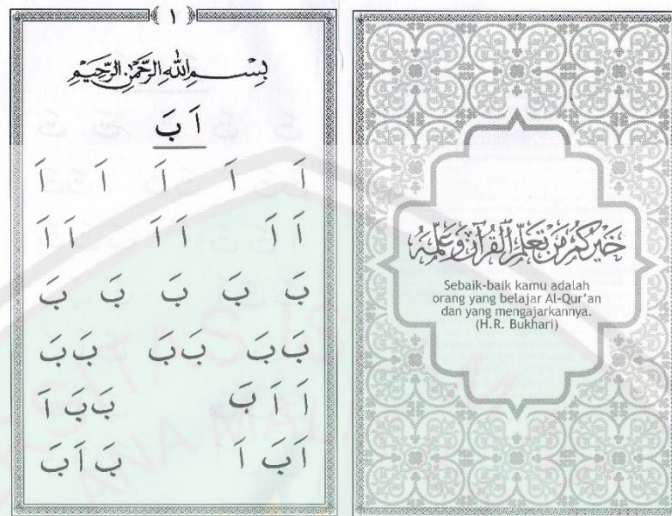 ١
بِسْمِ اللهِ الرَّحْمٰنِ الرَّحِيْمِ
اَ بَ
اَ اَ اَ اَ اَ
اَ اَ اَ اَ اَ اَ
بَ بَ بَ بَ بَ
بَ بَ بَ بَ بَ بَ
اَ اَ بَ بَ بَ اَ
اَ بَ اَ بَ اَ بَ
خَيْرُكُمْ مَنْ تَعَلَّمَ الْقُرْآنَ وَعَلَّمَهُ
Sebaik-baik kamu adalah
orang yang belajar Al-Qur'an
dan yang mengajarkannya.
(H.R. Bukhari)